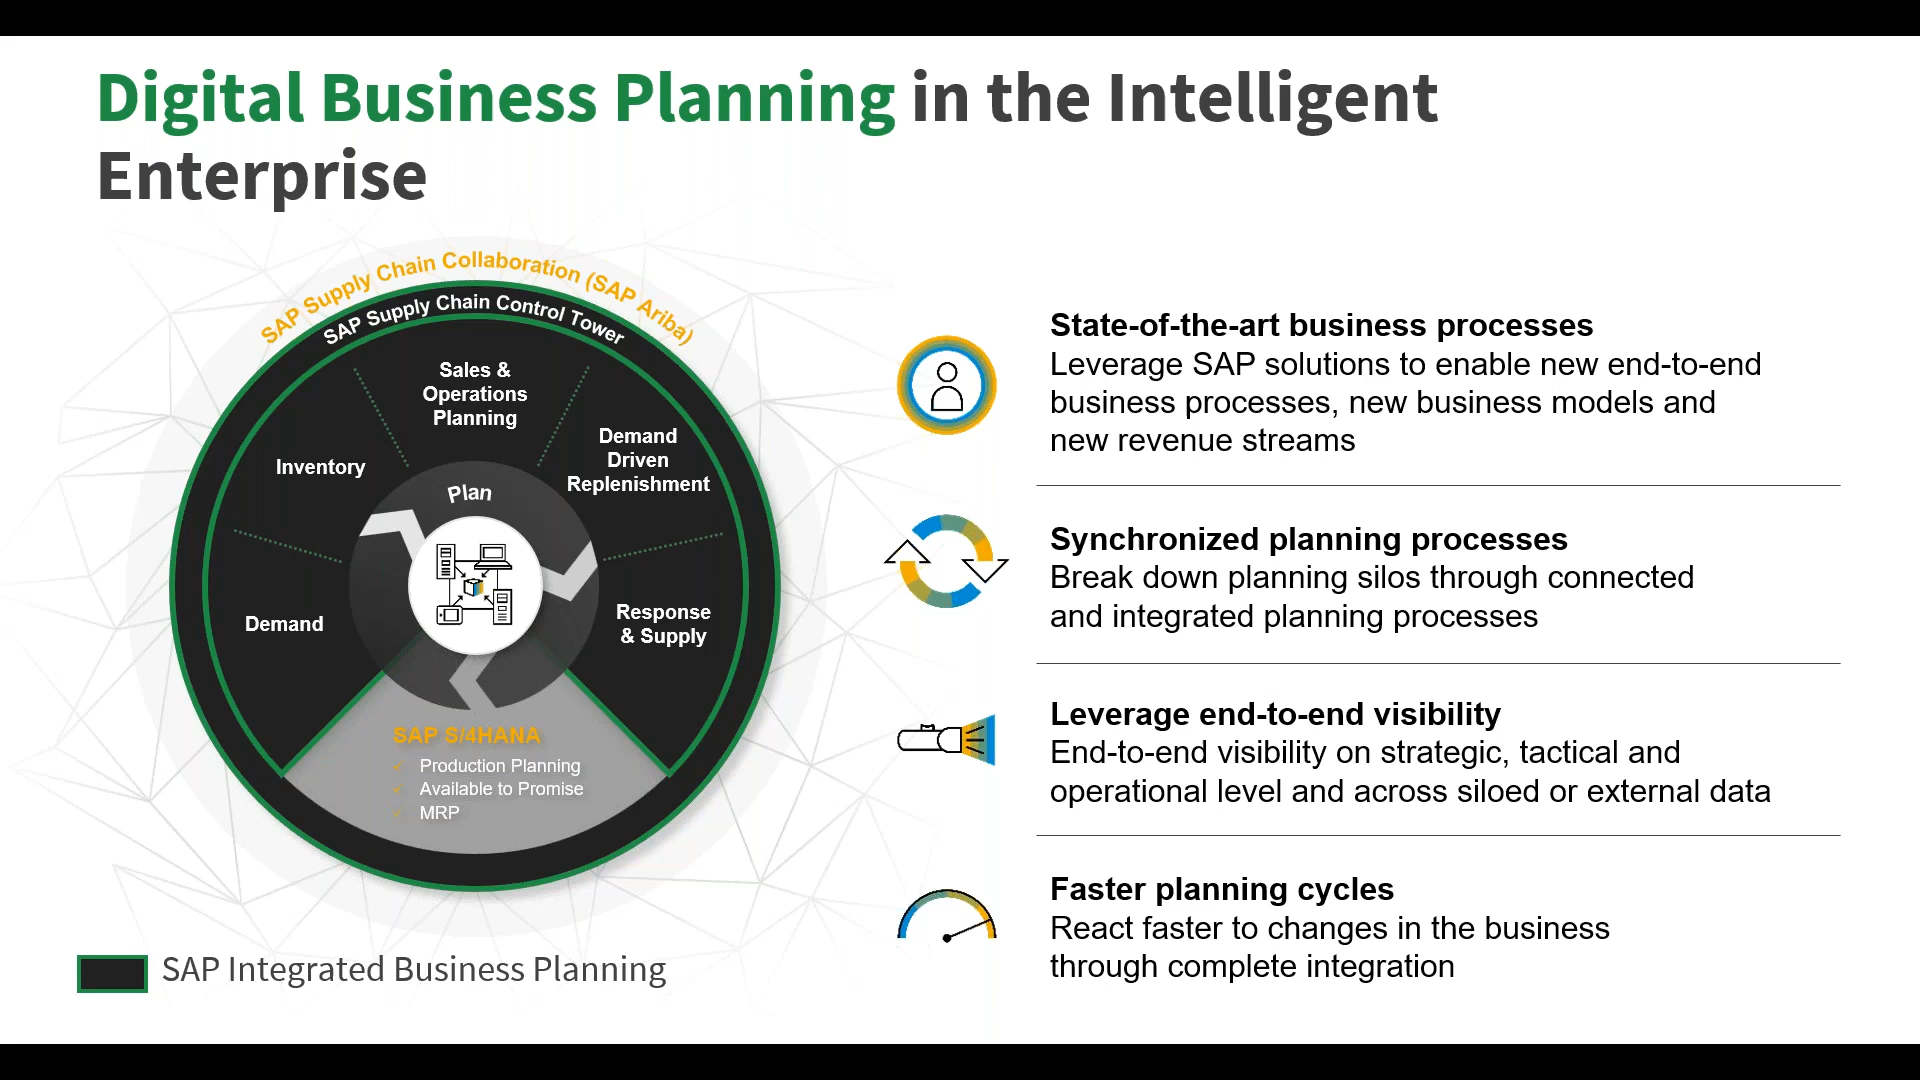 Digital Business Planning in the Intelligent
Enterprise
SAP Supply Chain Collaboration (SAP Ariba)
SAP Supply Chain Control Tower
Sales &
Operations
Planning
Demand
Driven
Replenishment
Inventory
Plan
Demand
Response
& Supply
SAP S/4HANA
Production Planning
Available to Promise
MRP
SAP Integrated Business Planning
State-of-the-art business processes
Leverage SAP solutions to enable new end-to-end
business processes, new business models and
new revenue streams
Synchronized planning processes
Break down planning silos through connected
and integrated planning processes
Leverage end-to-end visibility
End-to-end visibility on strategic, tactical and
operational level and across siloed or external data
Faster planning cycles
React faster to changes in the business
through complete integration